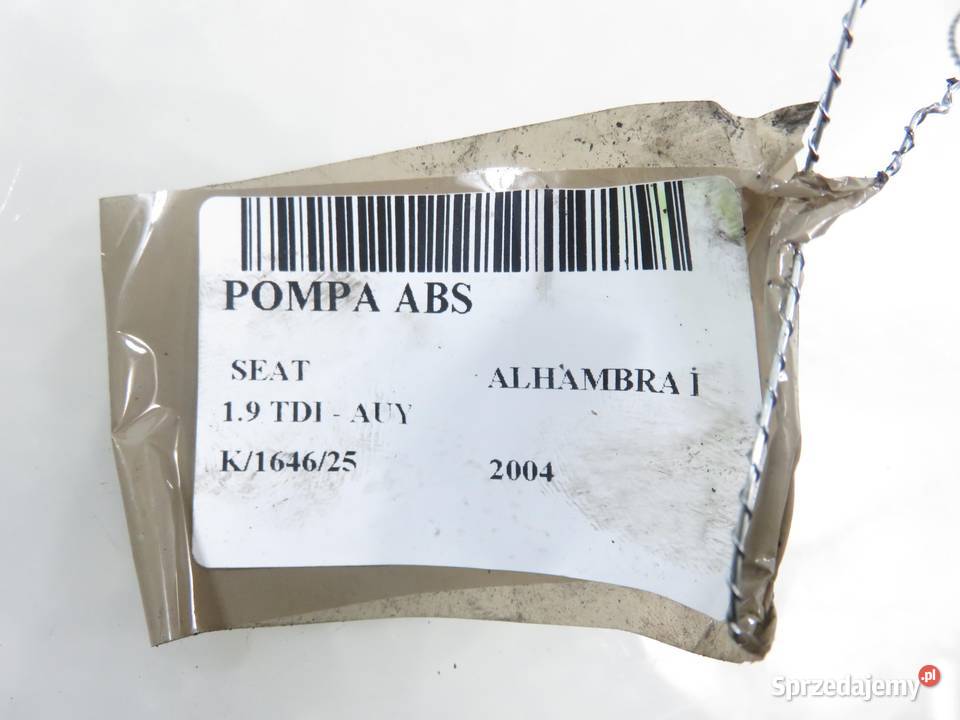 POMPA ABS
SEAT ALHAMBRA I
1.9 TDI - AUY
K/1646/25 2004
Sprzedajemy.pl